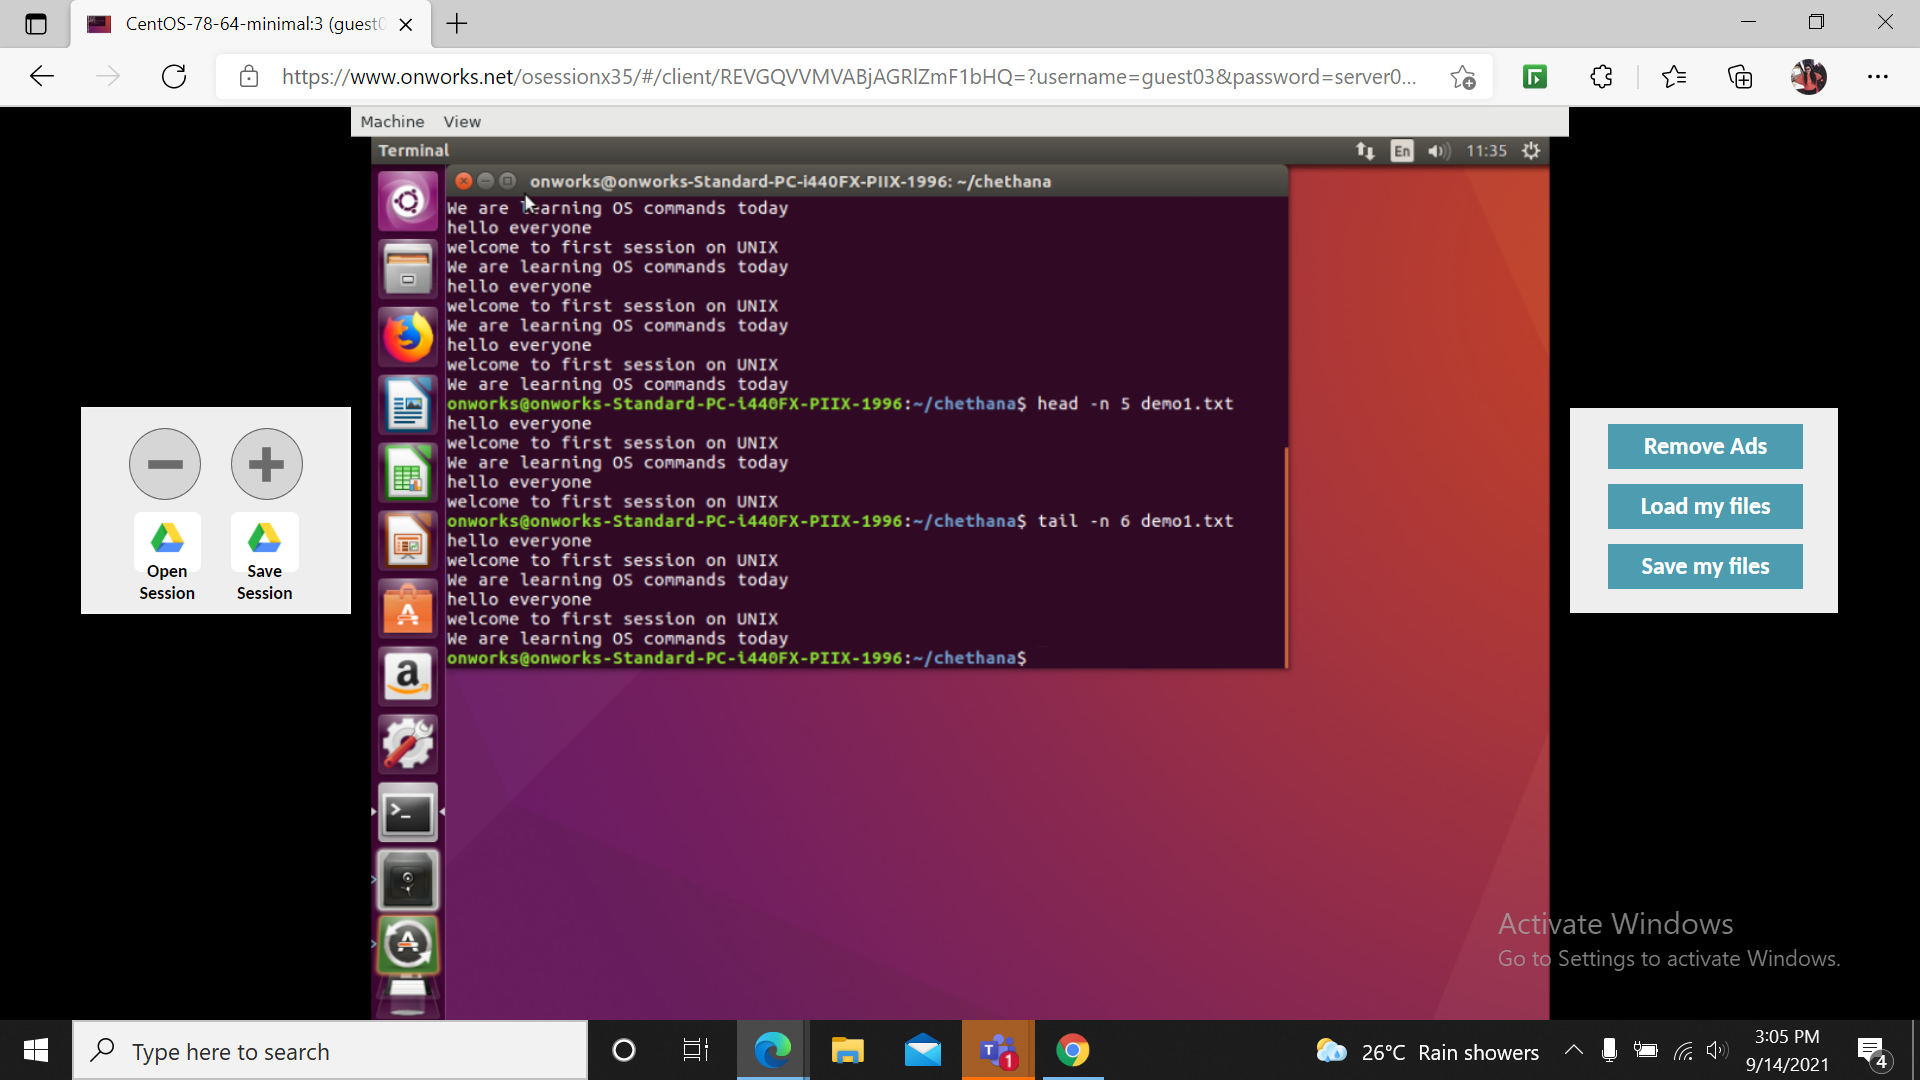 CentOS-78-64-minimal:3 (guest0
https://www.onworks.net/osessionx35/#/client/REVGQVVMVABjAGRlZmF1bHQ=?username=guest03&password=server0...
Machine View
Terminal
En
11:35
onworks@onworks-Standard-PC-i440FX-PIIX-1996: ~/chethana
We are learning OS commands today
hello everyone
welcome to first session on UNIX
We are learning OS commands today
hello everyone
welcome to first session on UNIX
We are learning OS commands today
hello everyone
welcome to first session on UNIX
We are learning OS commands today
onworks@onworks-Standard-PC-i440FX-PIIX-1996:~/chethana$ head -n 5 demo1.txt
hello everyone
welcome to first session on UNIX
We are learning OS commands today
hello everyone
welcome to first session on UNIX
onworks@onworks-Standard-PC-i440FX-PIIX-1996:~/chethana$ tail -n 6 demo1.txt
hello everyone
welcome to first session on UNIX
We are learning OS commands today
hello everyone
welcome to first session on UNIX
We are learning OS commands today
onworks@onworks-Standard-PC-i440FX-PIIX-1996:~/chethana$
Open
Session
Save
Session
Remove Ads
Load my files
Save my files
Activate Windows
Go to Settings to activate Windows.
Type here to search
1
26°C Rain showers
3:05 PM
9/14/2021
4